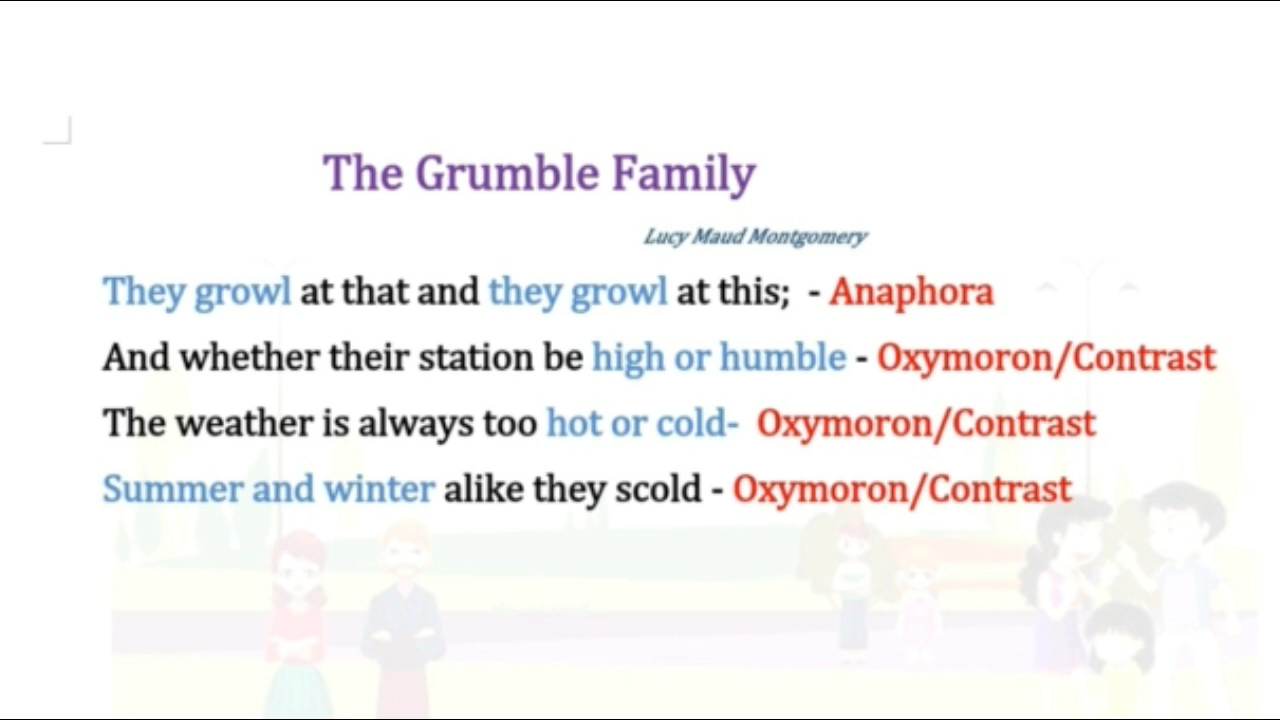 The Grumble Family
Lucy Maud Montgomery
They growl at that and they growl at this;  - Anaphora
And whether their station be high or humble - Oxymoron/Contrast
The weather is always too hot or cold-  Oxymoron/Contrast
Summer and winter alike they scold - Oxymoron/Contrast